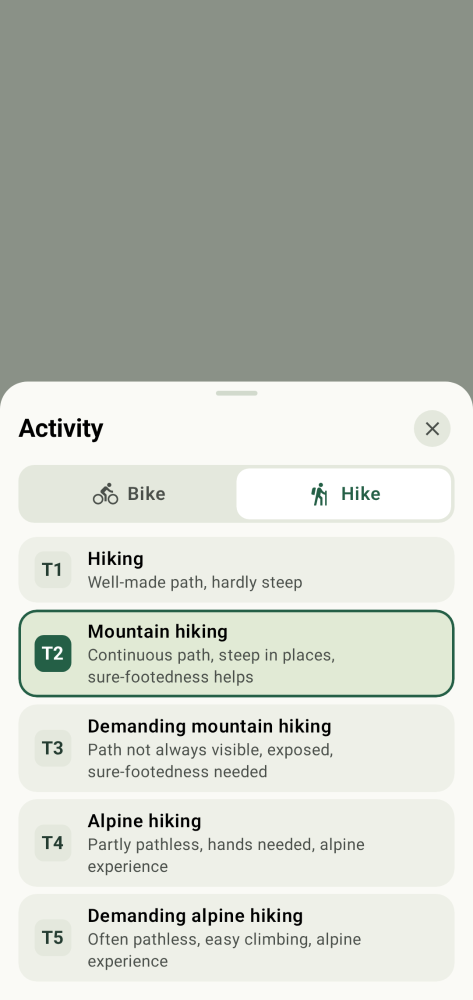 Activity
Bike
Hike
T1
Hiking
Well-made path, hardly steep
T2
Mountain hiking
Continuous path, steep in places,
sure-footedness helps
T3
Demanding mountain hiking
Path not always visible, exposed,
sure-footedness needed
T4
Alpine hiking
Partly pathless, hands needed, alpine
experience
T5
Demanding alpine hiking
Often pathless, easy climbing, alpine
experience